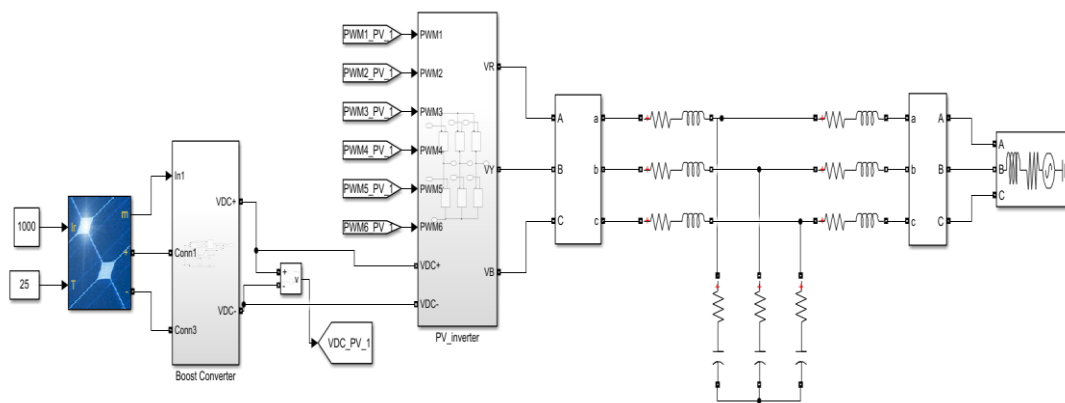 1000
25
Ir
T
m
+
-
In1
Conn1
Conn3
VDC+
VDC-
Boost Converter
+
-
v
VDC_PV_1
PWM1_PV_1
PWM2_PV_1
PWM3_PV_1
PWM4_PV_1
PWM5_PV_1
PWM6_PV_1
PWM1
PWM2
PWM3
PWM4
PWM5
PWM6
VDC+
VDC-
VR
VY
VB
PV_inverter
A
B
C
a
b
c
+
+
+
+
+
+
+
+
+
a
b
c
A
B
C
A
B
C